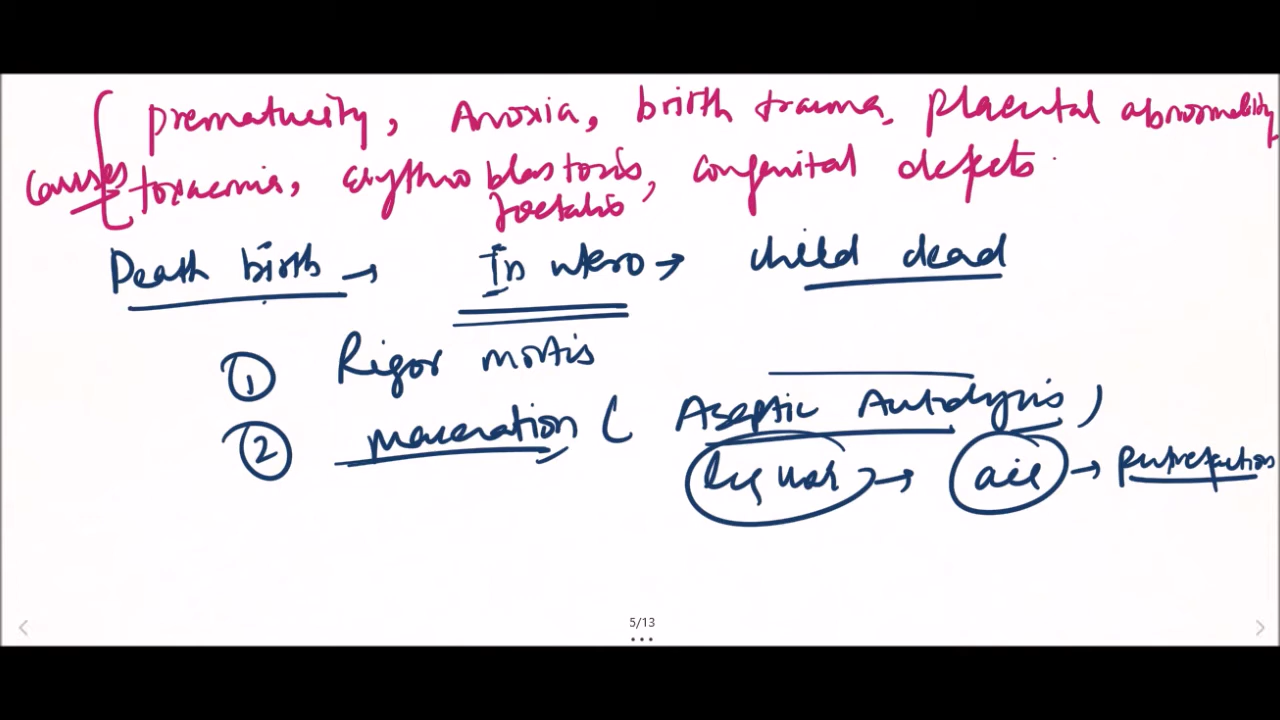 prematurity, Anoxia, birth trauma, placental abnormality
causes toxaemia, erythroblastosis foetalis, congenital defects
Death birth → In utero → child dead
① Rigor mortis
② maceration ( Aseptic Autolysis )
liquor → air → putrefaction
5/13